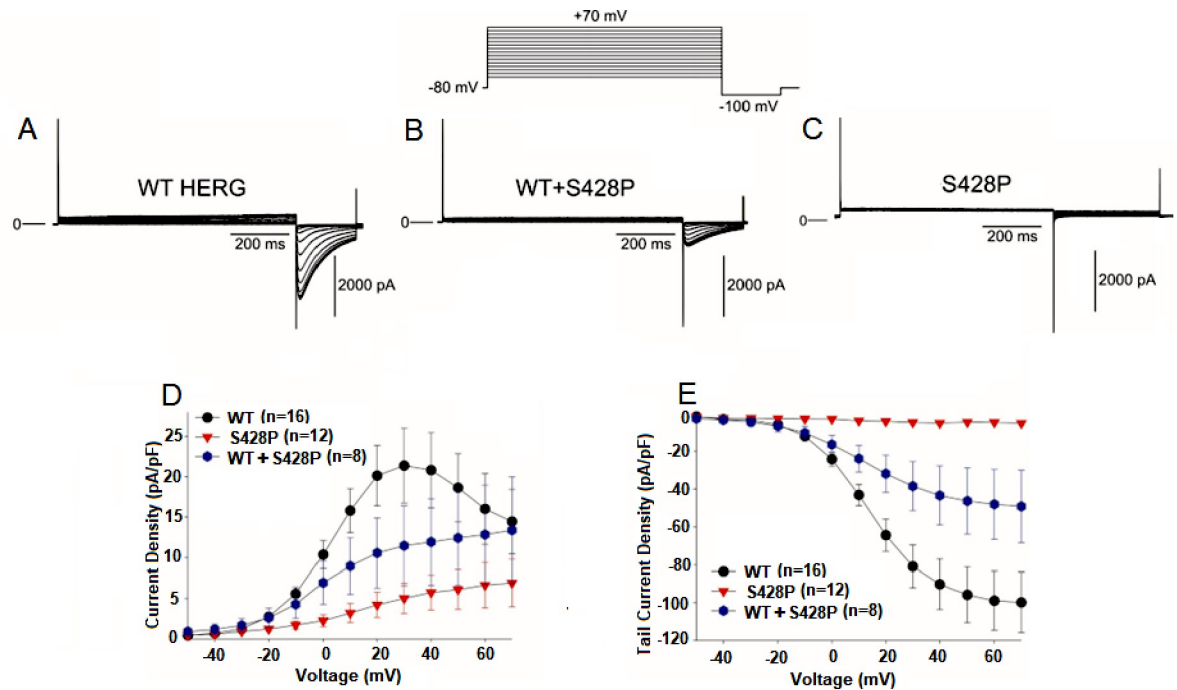 +70 mV
-80 mV
-100 mV
A
B
C
WT HERG
WT+S428P
S428P
0
0
0
200 ms
200 ms
200 ms
2000 pA
2000 pA
2000 pA
D
WT (n=16)
S428P (n=12)
WT + S428P (n=8)
Current Density (pA/pF)
25
20
15
10
5
0
-40 -20 0 20 40 60
Voltage (mV)
E
Tail Current Density (pA/pF)
0
-20
-40
-60
-80
-100
-120
WT (n=16)
S428P (n=12)
WT + S428P (n=8)
-40 -20 0 20 40 60
Voltage (mV)